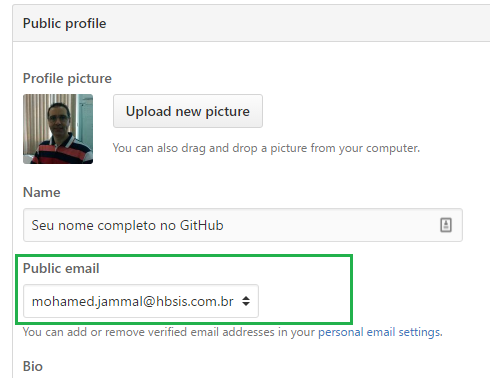 Public profile
Profile picture
Upload new picture
You can also drag and drop a picture from your computer.
Name
Seu nome completo no GitHub
Public email
mohamed.jammal@hbsis.com.br
You can add or remove verified email addresses in your personal email settings.
Bio